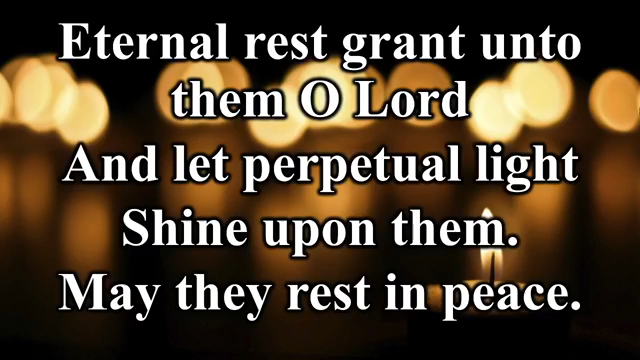 Eternal rest grant unto
them O Lord
And let perpetual light
Shine upon them.
May they rest in peace.